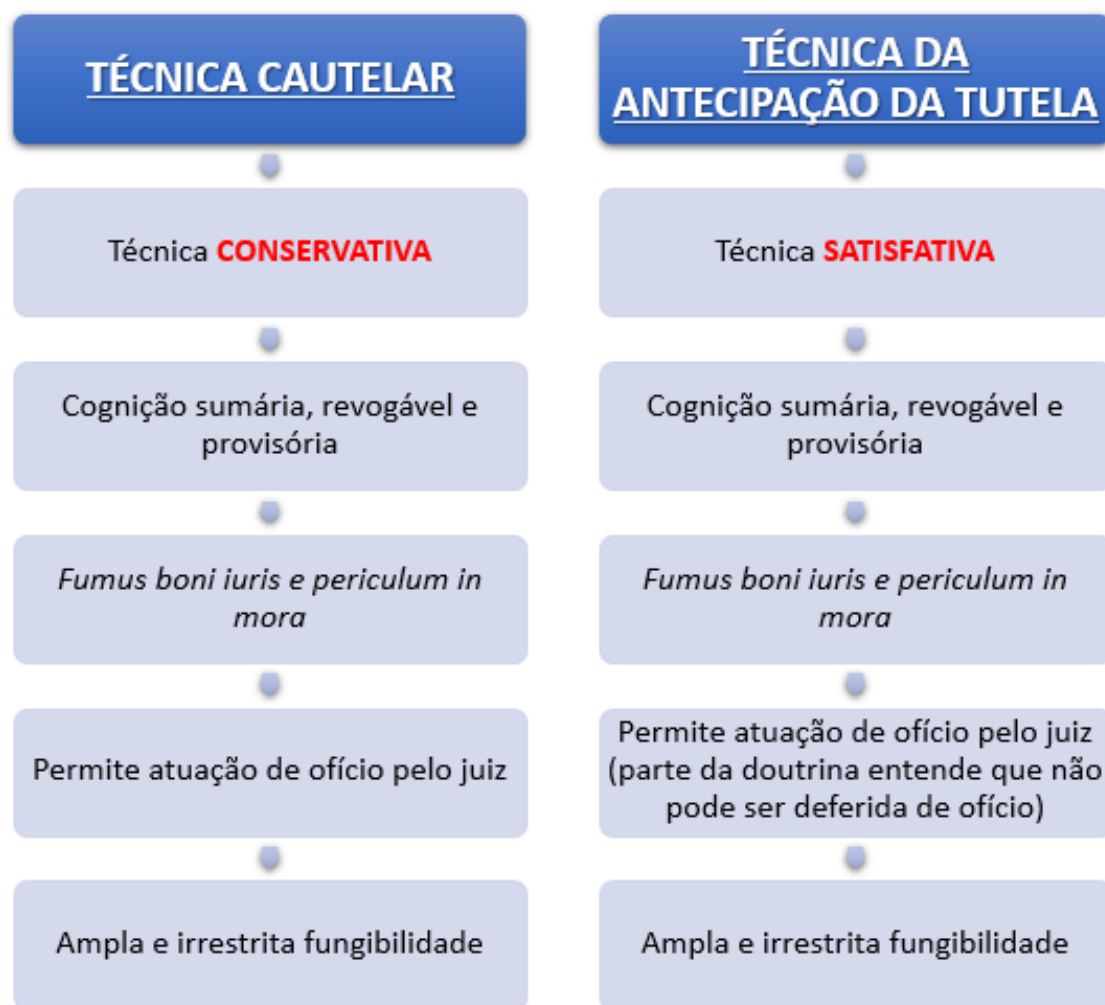 TÉCNICA CAUTELAR
Técnica CONSERVATIVA
Cognição sumária, revogável e
provisória
Fumus boni iuris e periculum in
mora
Permite atuação de ofício pelo juiz
Ampla e irrestrita fungibilidade
TÉCNICA DA
ANTECIPAÇÃO DA TUTELA
Técnica SATISFATIVA
Cognição sumária, revogável e
provisória
Fumus boni iuris e periculum in
mora
Permite atuação de ofício pelo juiz
(parte da doutrina entende que não
pode ser deferida de ofício)
Ampla e irrestrita fungibilidade